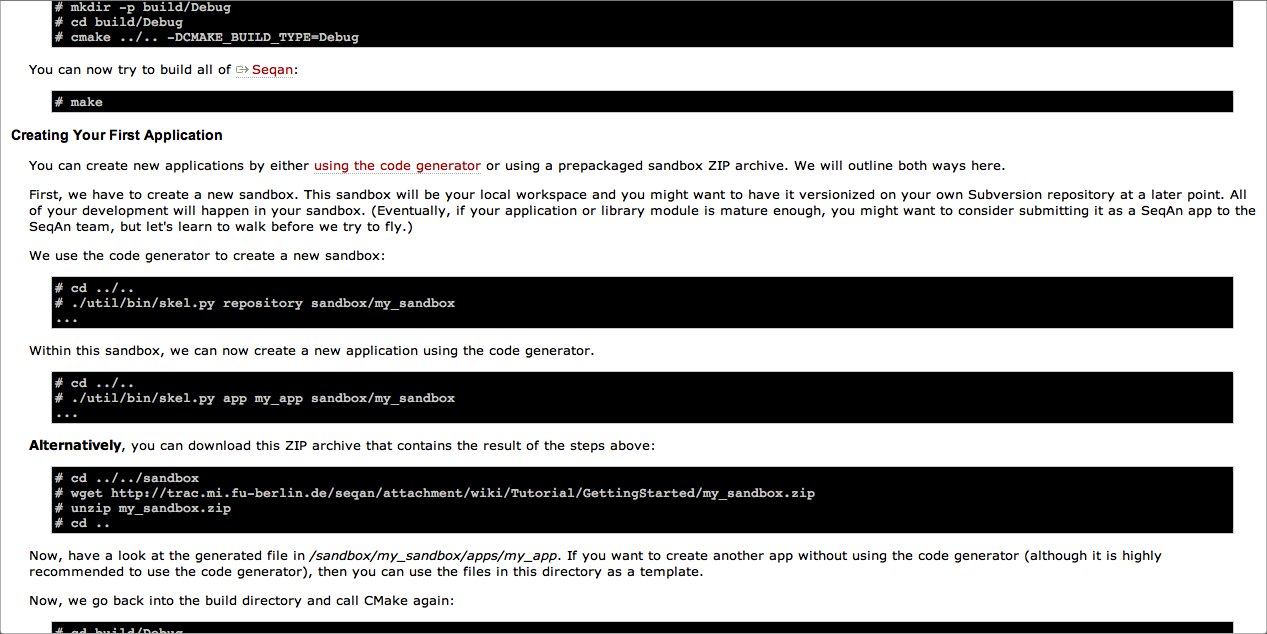 # mkdir -p build/Debug
# cd build/Debug
# cmake ../.. -DCMAKE_BUILD_TYPE=Debug
You can now try to build all of Seqan:
# make
Creating Your First Application
You can create new applications by either using the code generator or using a prepackaged sandbox ZIP archive. We will outline both ways here.
First, we have to create a new sandbox. This sandbox will be your local workspace and you might want to have it versionized on your own Subversion repository at a later point. All
of your development will happen in your sandbox. (Eventually, if your application or library module is mature enough, you might want to consider submitting it as a SeqAn app to the
SeqAn team, but let's learn to walk before we try to fly.)
We use the code generator to create a new sandbox:
# cd ../..
# ./util/bin/skel.py repository sandbox/my_sandbox
...
Within this sandbox, we can now create a new application using the code generator.
# cd ../..
# ./util/bin/skel.py app my_app sandbox/my_sandbox
...
Alternatively, you can download this ZIP archive that contains the result of the steps above:
# cd ../../sandbox
# wget http://trac.mi.fu-berlin.de/seqan/attachment/wiki/Tutorial/GettingStarted/my_sandbox.zip
# unzip my_sandbox.zip
# cd ..
Now, have a look at the generated file in /sandbox/my_sandbox/apps/my_app. If you want to create another app without using the code generator (although it is highly
recommended to use the code generator), then you can use the files in this directory as a template.
Now, we go back into the build directory and call CMake again:
# cd build/Debug